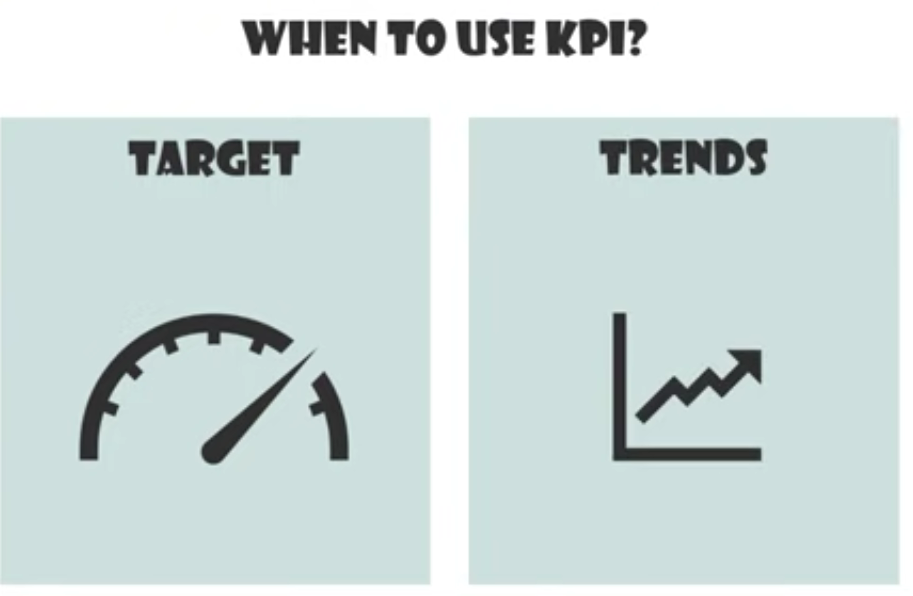 WHEN TO USE KPI?
TARGET
TRENDS